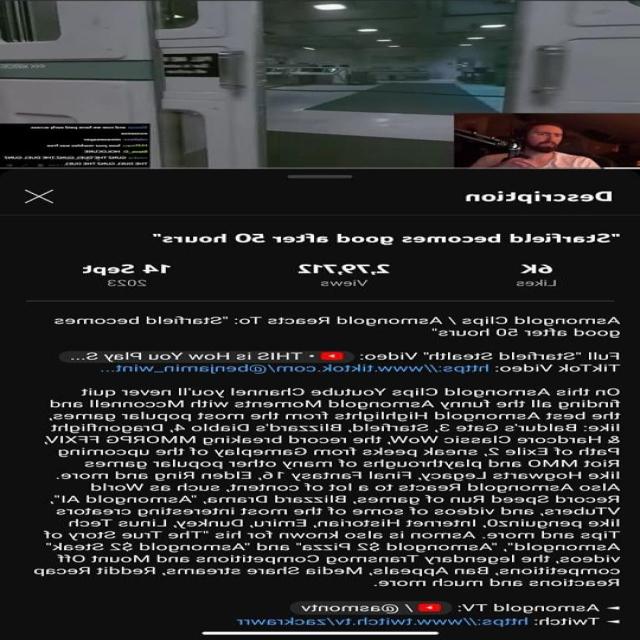 Description
"Starfield becomes good after 50 hours"
6K 2,79,712 14 Sept
Likes Views 2023
Asmongold Clips / Asmongold Reacts To: "Starfield becomes
good after 50 hours"
Full "Starfield Stealth" Video: • THIS is How You Play S...
TikTok Video: https://www.tiktok.com/@benjamin_wint...
On this Asmongold Clips Youtube Channel you'll never quit
finding all the funny Asmongold Moments with Mcconnell and
the best Asmongold Highlights from the most popular games,
like: Baldur's Gate 3, Starfield, Blizzard's Diablo 4, Dragonflight
& Hardcore Classic WoW, the record breaking MMORPG FFXIV,
Path of Exile 2, sneak peeks from Gameplay of the upcoming
Riot MMO and playthroughs of many other popular games
like Hogwarts Legacy, Final Fantasy 16, Elden Ring and more.
Also Asmongold Reacts to a lot of content, such as World
Record Speed Run of games, Blizzard Drama, "Asmongold AI",
VTubers, and videos of some of the most interesting creators
like penguinz0, Internet Historian, Emiru, Dunkey, Linus Tech
Tips and more. Asmon is also known for his "The True Story of
Asmongold", "Asmongold $2 Pizza" and "Asmongold $2 Steak"
videos, the legendary Transmog Competitions and Mount Off
competitions, Ban Appeals, Media Share streams, Reddit Recap
Reactions and much more.
► Asmongold TV: / @asmontv
► Twitch: https://twitch.tv/zackrawrr